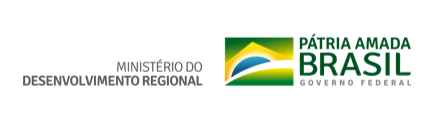 MINISTÉRIO DO
DESENVOLVIMENTO REGIONAL
PÁTRIA AMADA
BRASIL
GOVERNO FEDERAL